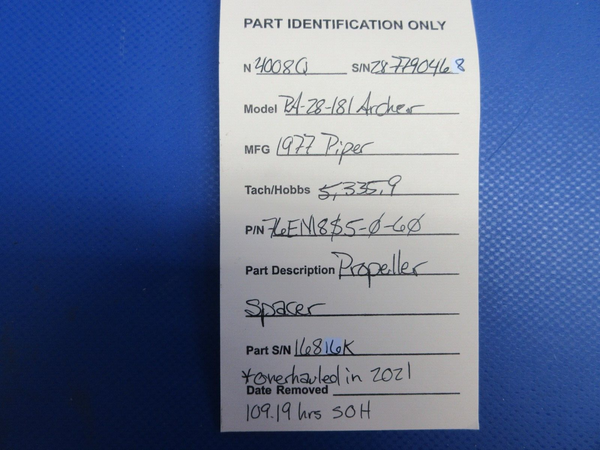 PART IDENTIFICATION ONLY
N 4008Q S/N 28-7790468
Model PA-28-181 Archer
MFG 1977 Piper
Tach/Hobbs 5,335.9
P/N 76EM8S5-0-60
Part Description Propeller
Spacer
Part S/N 16816K
*overhauled in 2021
Date Removed
109.19 hrs SOH